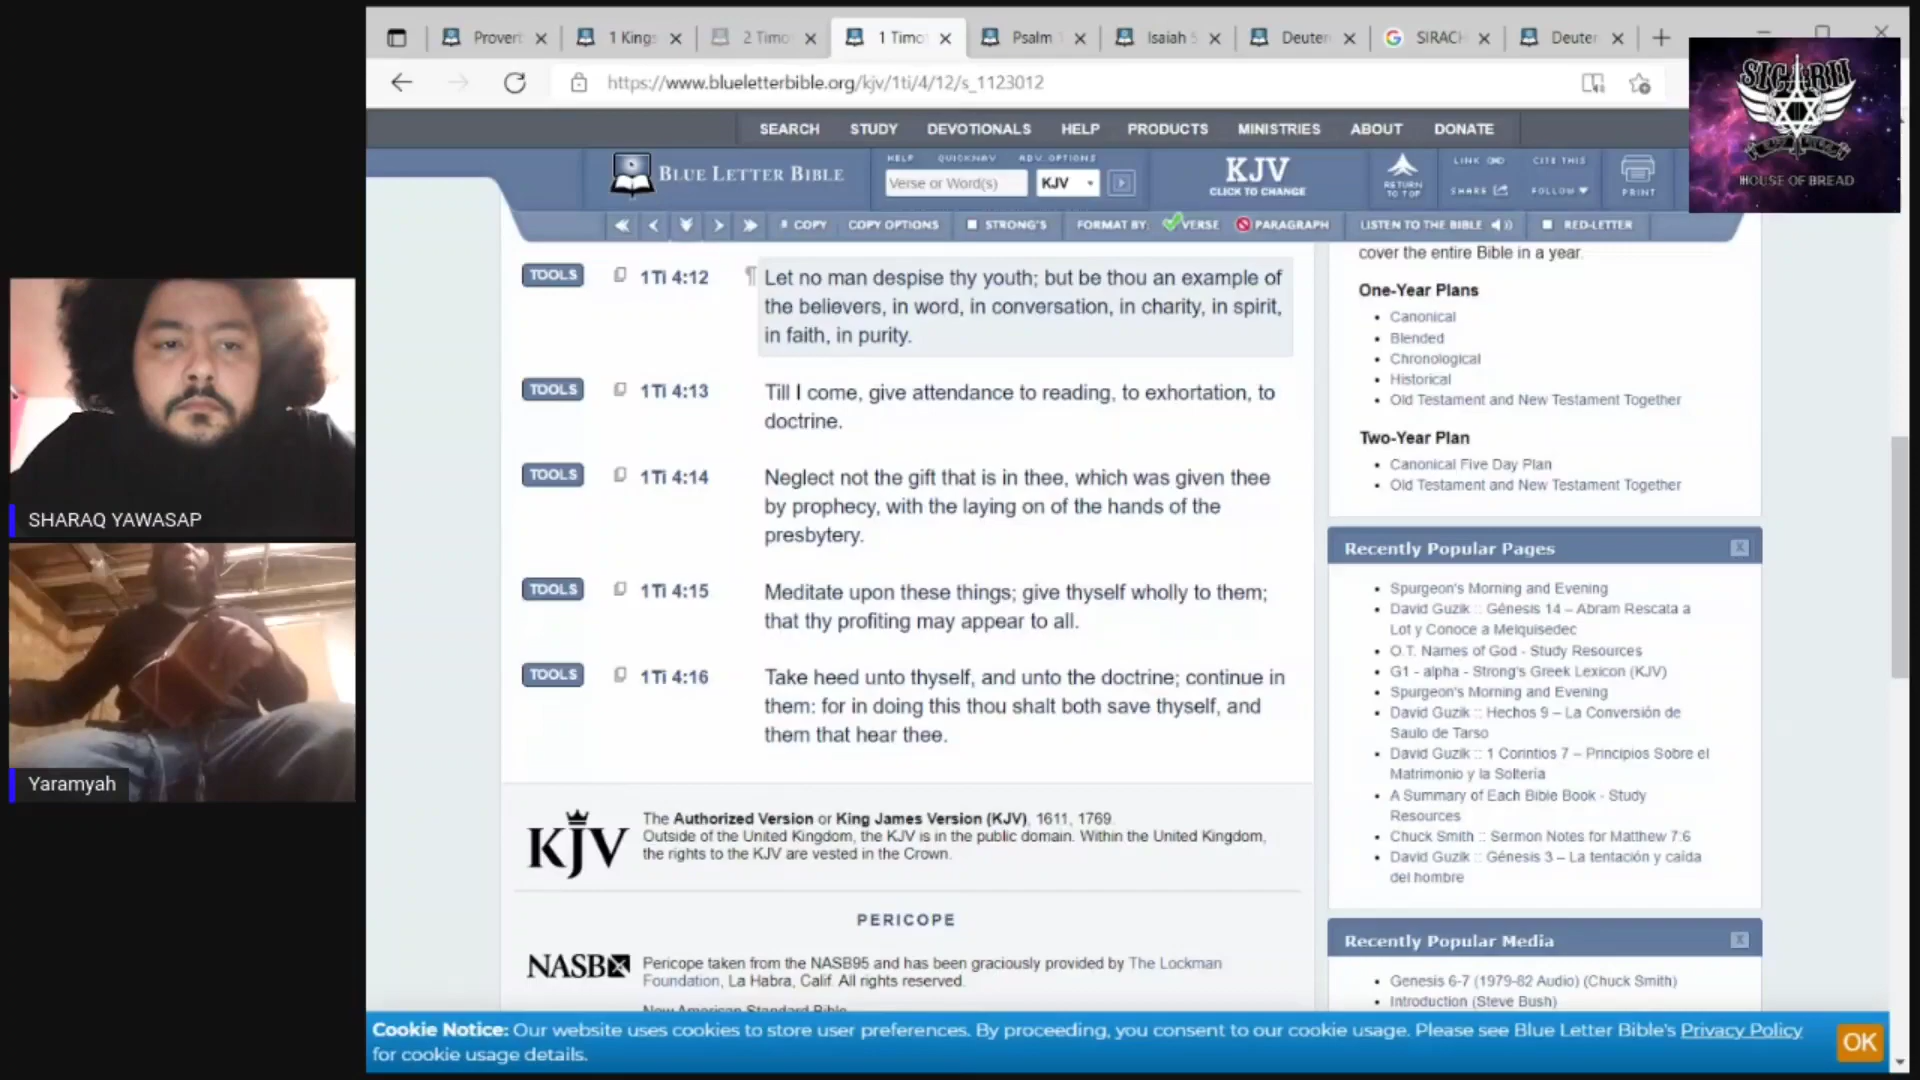 Provert
1 King
2 Timo
1 Timo
Psalm
Isaiah 5
Deuter
SIRACH
Deuter
https://www.blueletterbible.org/kjv/1ti/4/12/s_1123012
SICARII
HOUSE OF BREAD
SEARCH STUDY DEVOTIONALS HELP PRODUCTS MINISTRIES ABOUT DONATE
HELP QUICKNAV ADV. OPTIONS
BLUE LETTER BIBLE
Verse or Word(s) KJV
KJV
CLICK TO CHANGE
RETURN
TO TOP
LINK CITE THIS
SHARE FOLLOW
PRINT
COPY COPY OPTIONS STRONG'S FORMAT BY: VERSE PARAGRAPH LISTEN TO THE BIBLE RED-LETTER
TOOLS 1Ti 4:12 ¶ Let no man despise thy youth; but be thou an example of
the believers, in word, in conversation, in charity, in spirit,
in faith, in purity.
TOOLS 1Ti 4:13 Till I come, give attendance to reading, to exhortation, to
doctrine.
TOOLS 1Ti 4:14 Neglect not the gift that is in thee, which was given thee
by prophecy, with the laying on of the hands of the
presbytery.
TOOLS 1Ti 4:15 Meditate upon these things; give thyself wholly to them;
that thy profiting may appear to all.
TOOLS 1Ti 4:16 Take heed unto thyself, and unto the doctrine; continue in
them: for in doing this thou shalt both save thyself, and
them that hear thee.
KJV
The Authorized Version or King James Version (KJV), 1611, 1769.
Outside of the United Kingdom, the KJV is in the public domain. Within the United Kingdom,
the rights to the KJV are vested in the Crown.
PERICOPE
NASB
Pericope taken from the NASB95 and has been graciously provided by The Lockman
Foundation, La Habra, Calif. All rights reserved.
New American Standard Bible
cover the entire Bible in a year.
One-Year Plans
Canonical
Blended
Chronological
Historical
Old Testament and New Testament Together
Two-Year Plan
Canonical Five Day Plan
Old Testament and New Testament Together
Recently Popular Pages x
Spurgeon's Morning and Evening
David Guzik :: Génesis 14 – Abram Rescata a
Lot y Conoce a Melquisedec
O.T. Names of God - Study Resources
G1 - alpha - Strong's Greek Lexicon (KJV)
Spurgeon's Morning and Evening
David Guzik :: Hechos 9 – La Conversión de
Saulo de Tarso
David Guzik :: 1 Corintios 7 – Principios Sobre el
Matrimonio y la Soltería
A Summary of Each Bible Book - Study
Resources
Chuck Smith :: Sermon Notes for Matthew 7:6
David Guzik :: Génesis 3 – La tentación y caída
del hombre
Recently Popular Media x
Genesis 6-7 (1979-82 Audio) (Chuck Smith)
Introduction (Steve Bush)
SHARAQ YAWASAP
Yaramyah
Cookie Notice: Our website uses cookies to store user preferences. By proceeding, you consent to our cookie usage. Please see Blue Letter Bible's Privacy Policy
for cookie usage details.
OK